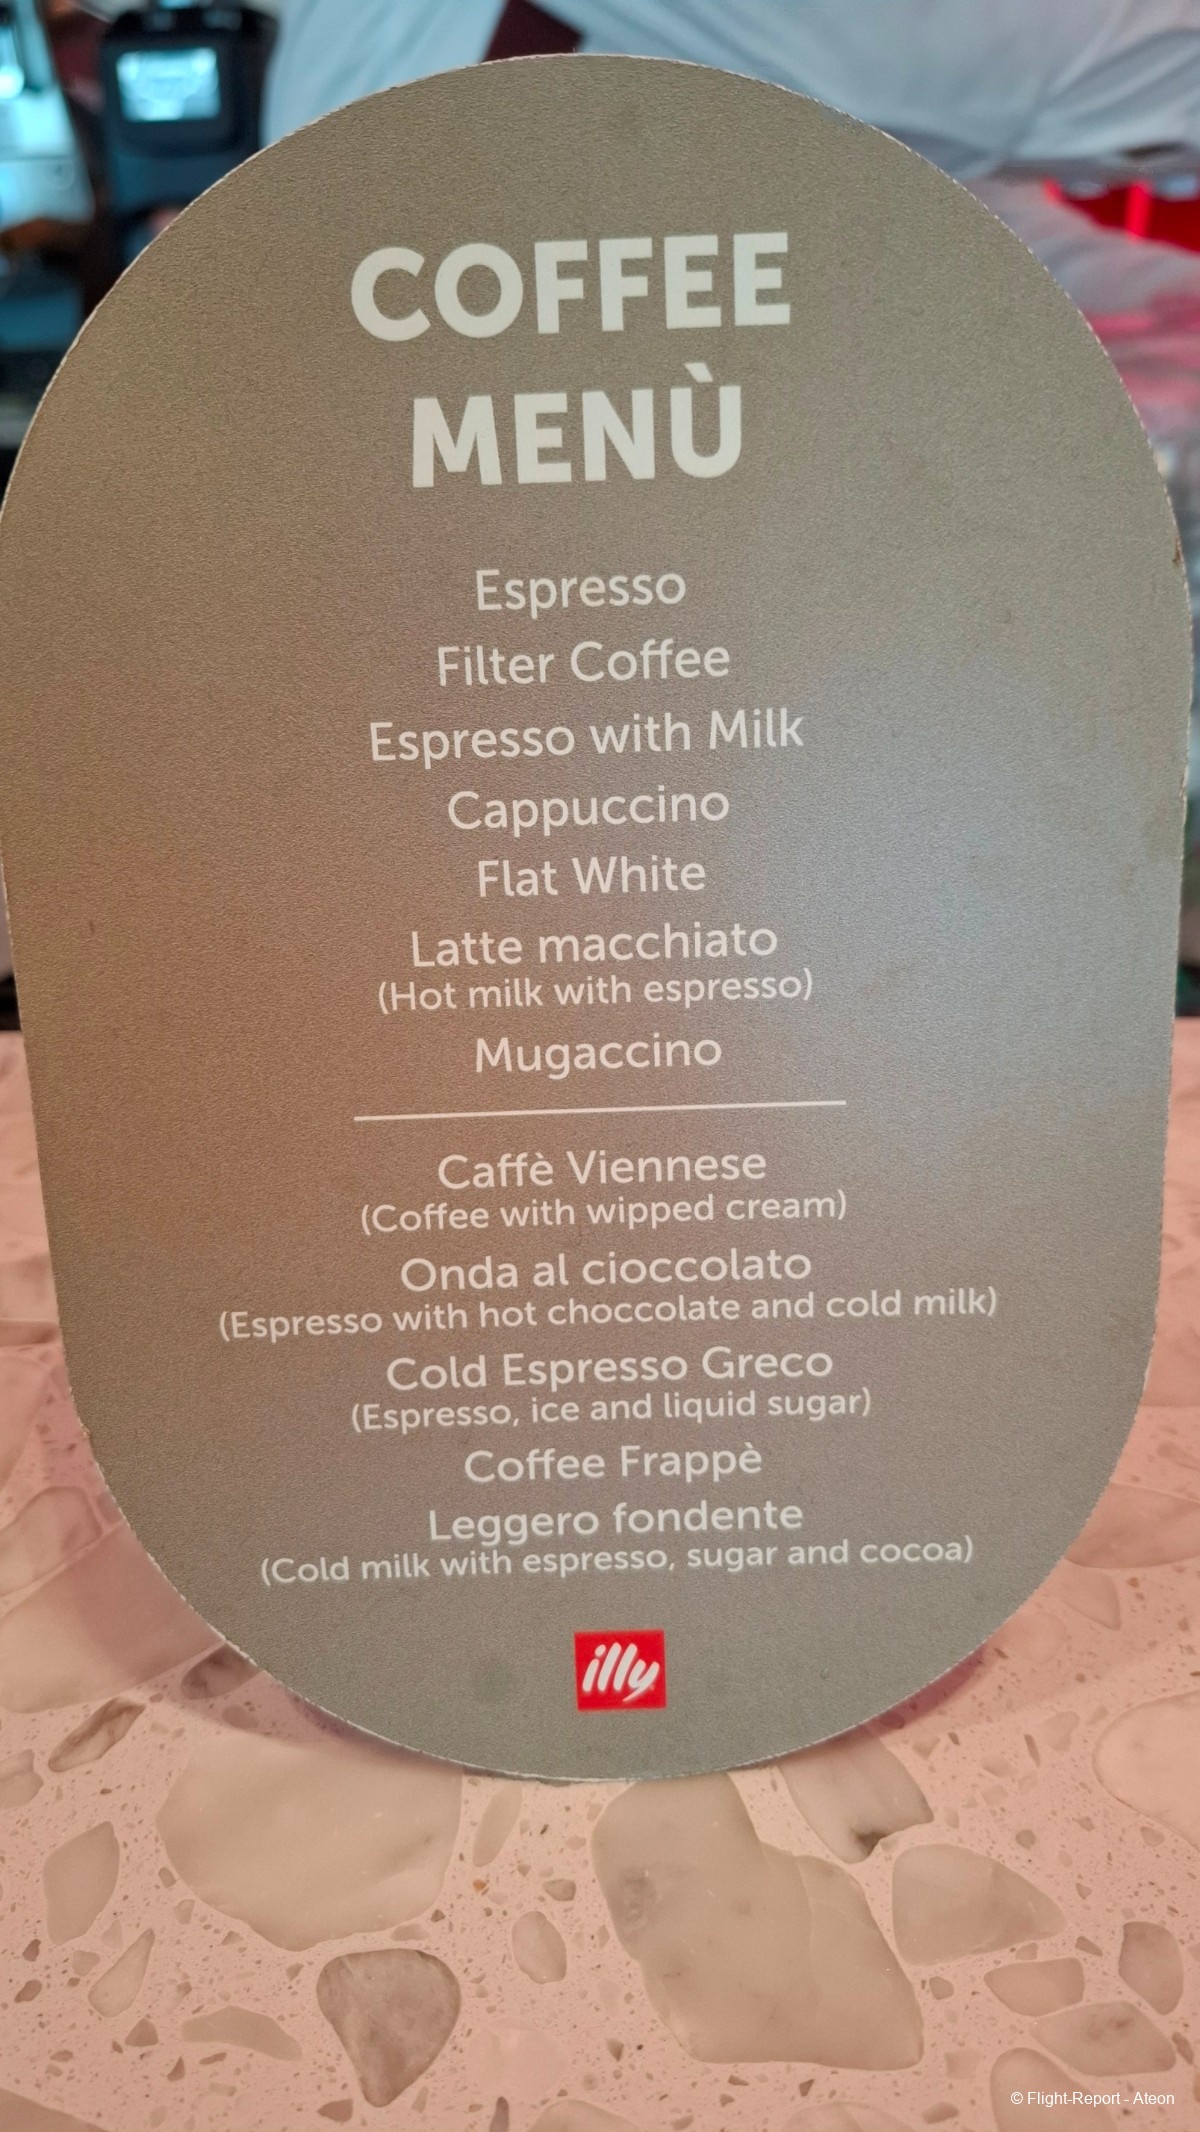 COFFEE
MENÙ
Espresso
Filter Coffee
Espresso with Milk
Cappuccino
Flat White
Latte macchiato
(Hot milk with espresso)
Mugaccino
Caffè Viennese
(Coffee with wipped cream)
Onda al cioccolato
(Espresso with hot choccolate and cold milk)
Cold Espresso Greco
(Espresso, ice and liquid sugar)
Coffee Frappè
Leggero fondente
(Cold milk with espresso, sugar and cocoa)
illy
© Flight-Report - Ateon